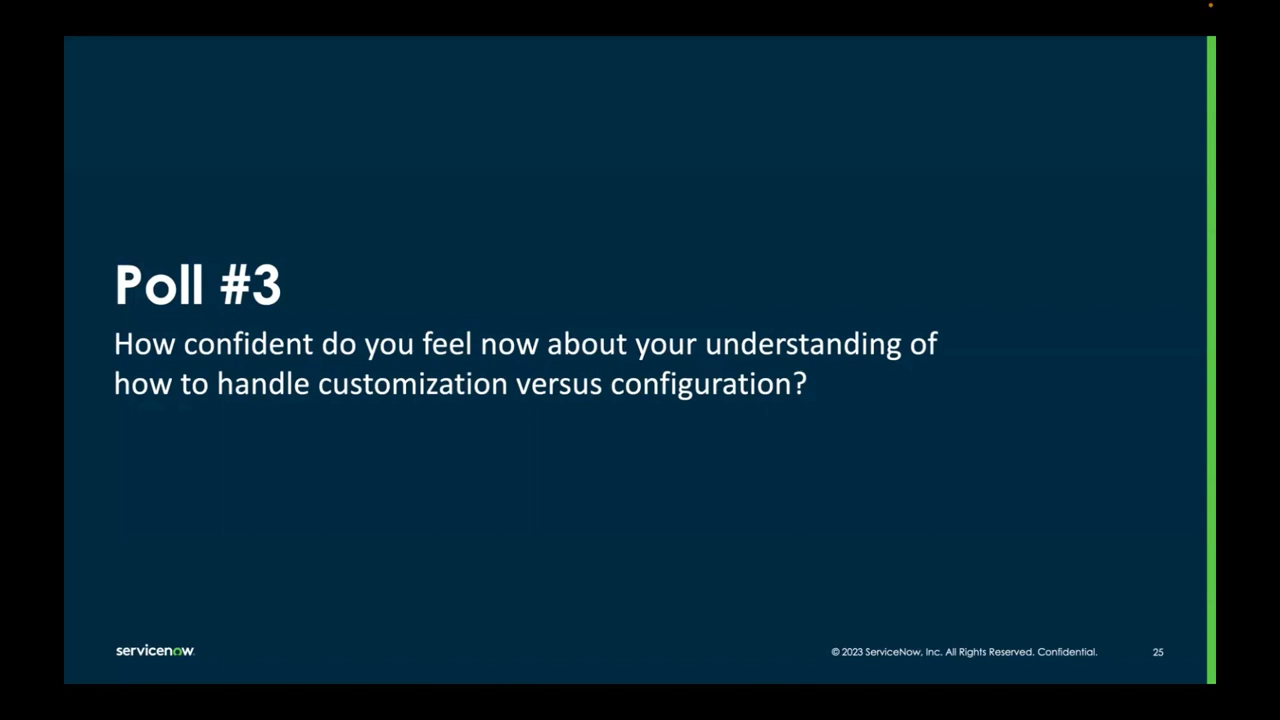 Poll #3
How confident do you feel now about your understanding of
how to handle customization versus configuration?
servicenow
© 2023 ServiceNow, Inc. All Rights Reserved. Confidential.
25